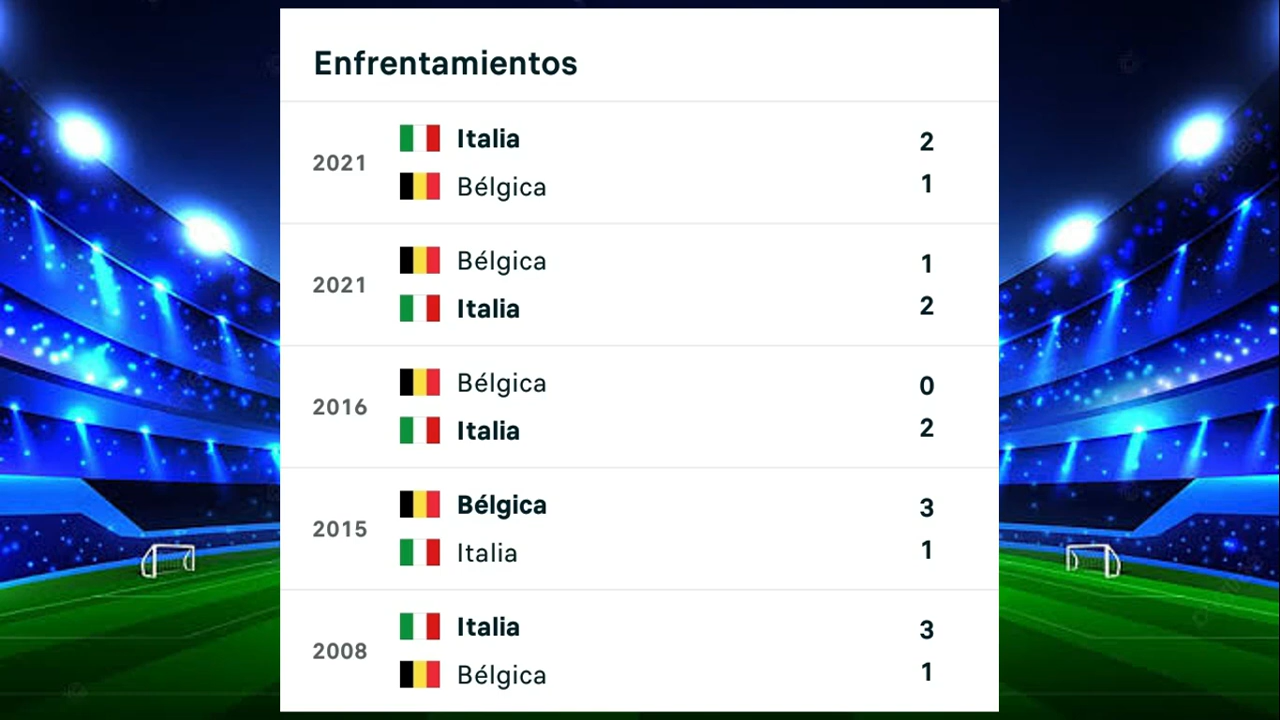 Enfrentamientos
2021
Italia 2
Bélgica 1
2021
Bélgica 1
Italia 2
2016
Bélgica 0
Italia 2
2015
Bélgica 3
Italia 1
2008
Italia 3
Bélgica 1